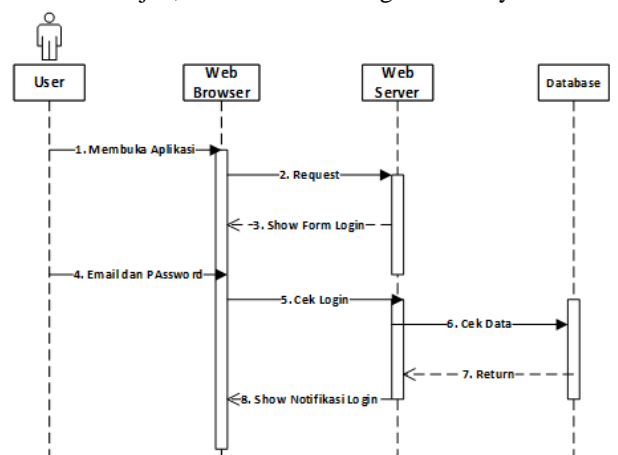 User
Web
Browser
Web
Server
Database
1. Membuka Aplikasi
2. Request
3. Show Form Login
4. Email dan PAssword
5. Cek Login
6. Cek Data
7. Return
8. Show Notifikasi Login